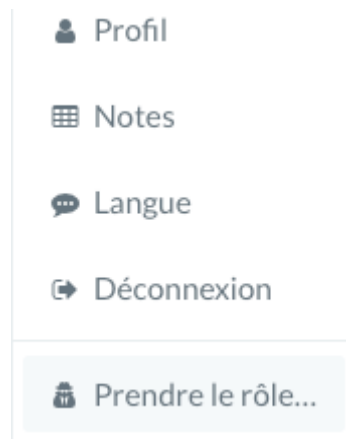 Profil
Notes
Langue
Déconnexion
Prendre le rôle...